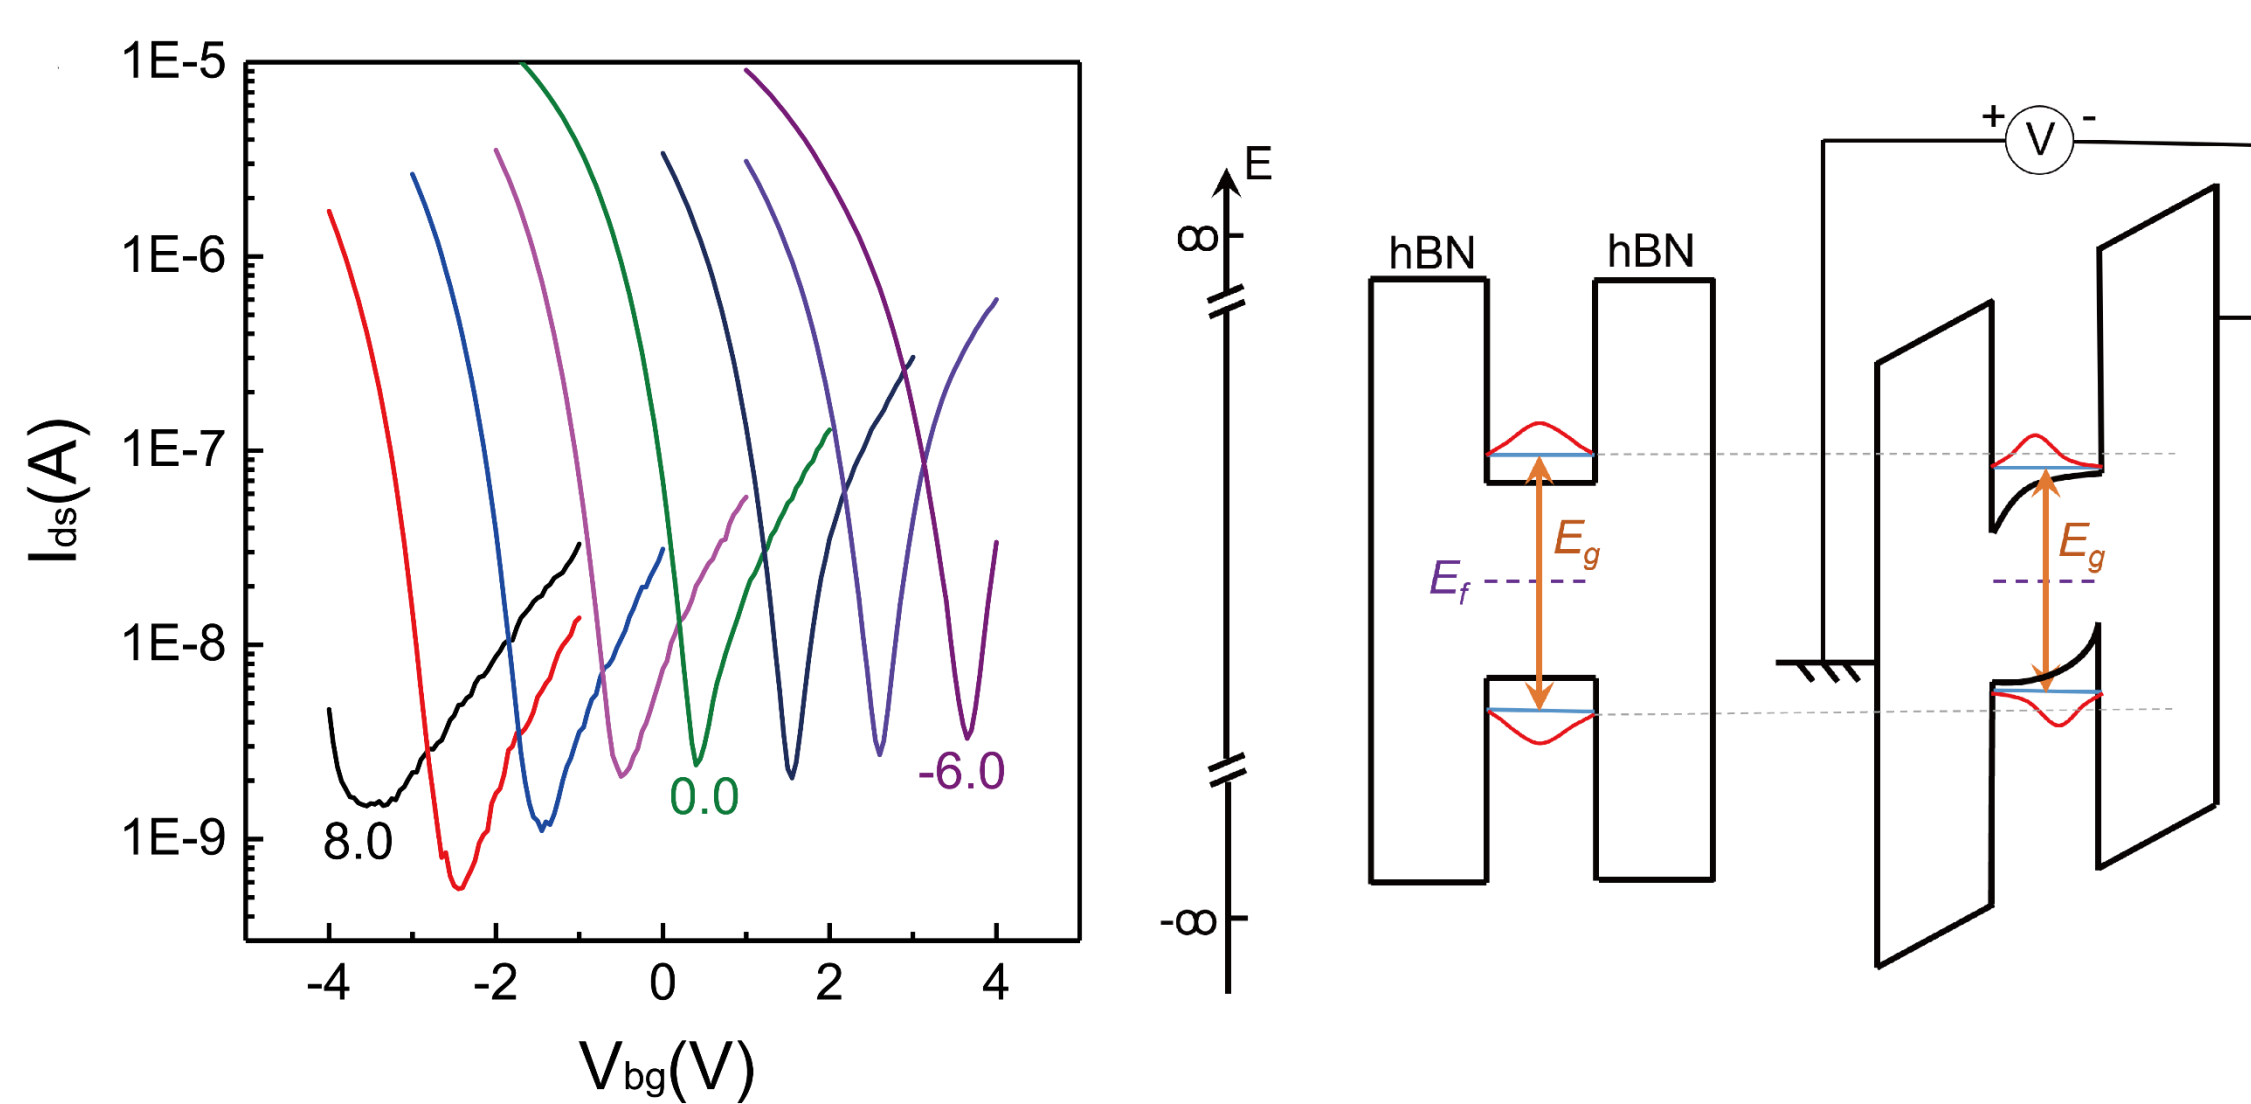 1E-5
1E-6
1E-7
1E-8
1E-9
Ids(A)
8.0
0.0
-6.0
-4
-2
0
2
4
Vbg(V)
E
∞
-∞
hBN
hBN
Eg
Ef
+
V
-
Eg